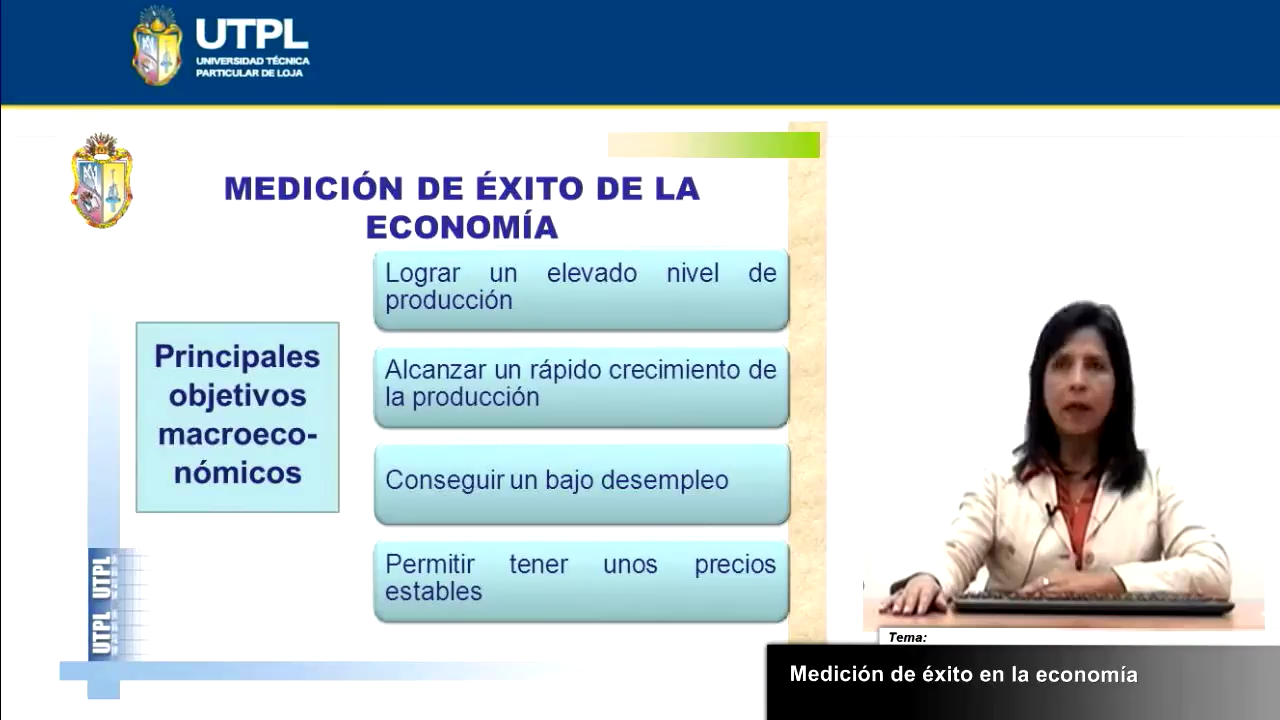 UTPL
UNIVERSIDAD TÉCNICA
PARTICULAR DE LOJA
MEDICIÓN DE ÉXITO DE LA
ECONOMÍA
Principales
objetivos
macroeco-
nómicos
Lograr un elevado nivel de
producción
Alcanzar un rápido crecimiento de
la producción
Conseguir un bajo desempleo
Permitir tener unos precios
estables
UTPL UTPL
Tema:
Medición de éxito en la economía